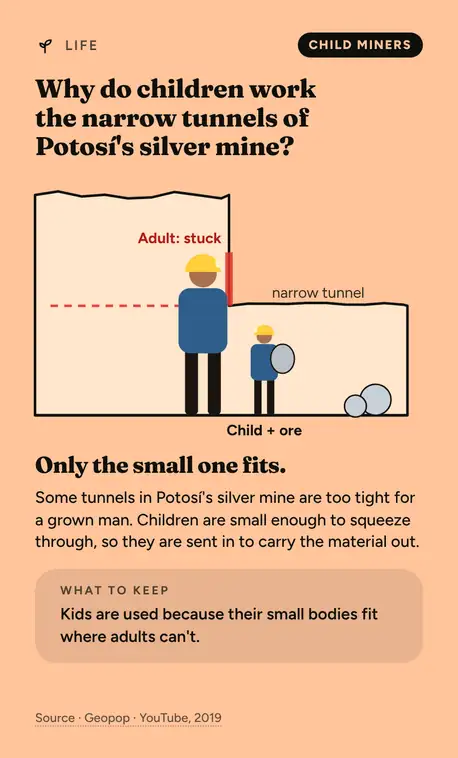 LIFE
CHILD MINERS
Why do children work
the narrow tunnels of
Potosí's silver mine?
Adult: stuck
narrow tunnel
Child + ore
Only the small one fits.
Some tunnels in Potosí's silver mine are too tight for
a grown man. Children are small enough to squeeze
through, so they are sent in to carry the material out.
WHAT TO KEEP
Kids are used because their small bodies fit
where adults can't.
Source · Geopop · YouTube, 2019